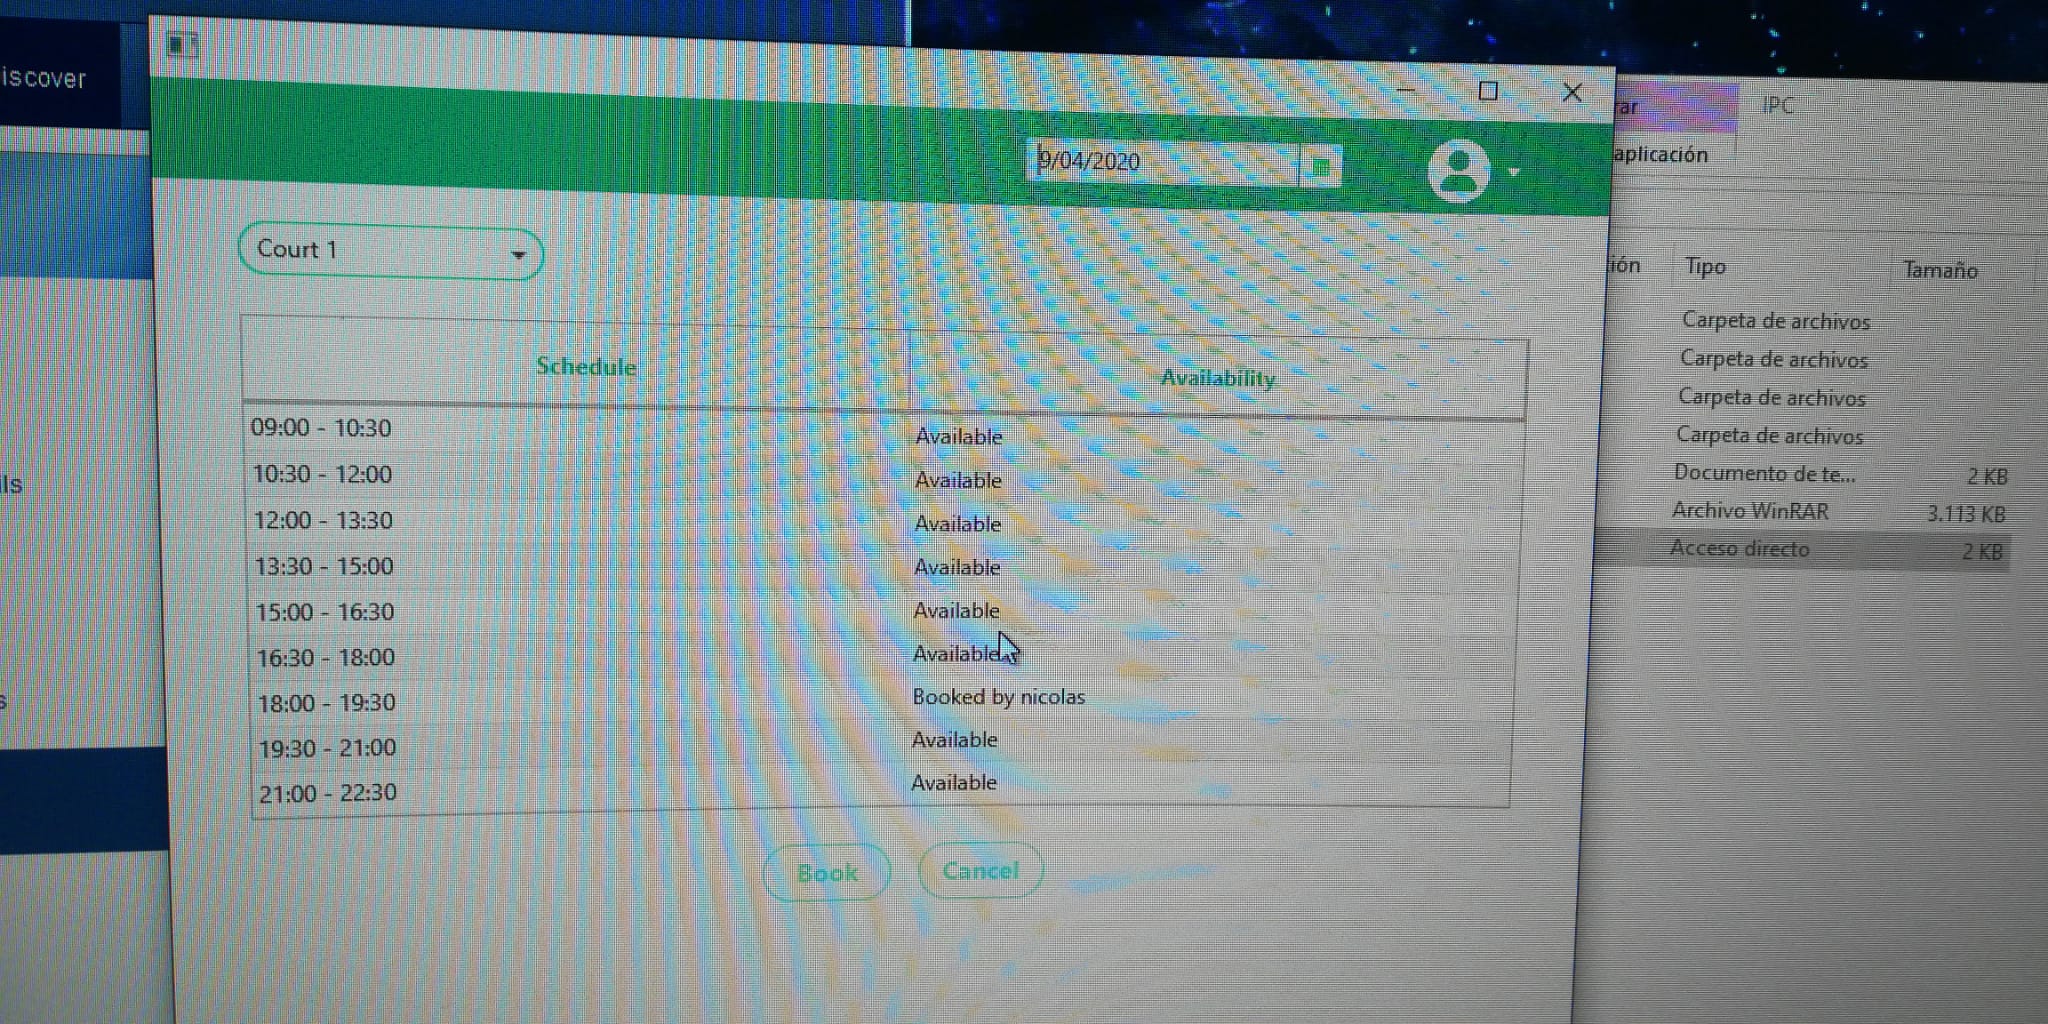 iscover
IPC
rar
aplicación
9/04/2020
Court 1
Schedule Availability
09:00 - 10:30 Available
10:30 - 12:00 Available
12:00 - 13:30 Available
13:30 - 15:00 Available
15:00 - 16:30 Available
16:30 - 18:00 Available
18:00 - 19:30 Booked by nicolas
19:30 - 21:00 Available
21:00 - 22:30 Available
Book Cancel
ión Tipo Tamaño
Carpeta de archivos
Carpeta de archivos
Carpeta de archivos
Carpeta de archivos
Documento de te... 2 KB
Archivo WinRAR 3.113 KB
Acceso directo 2 KB
ils
s